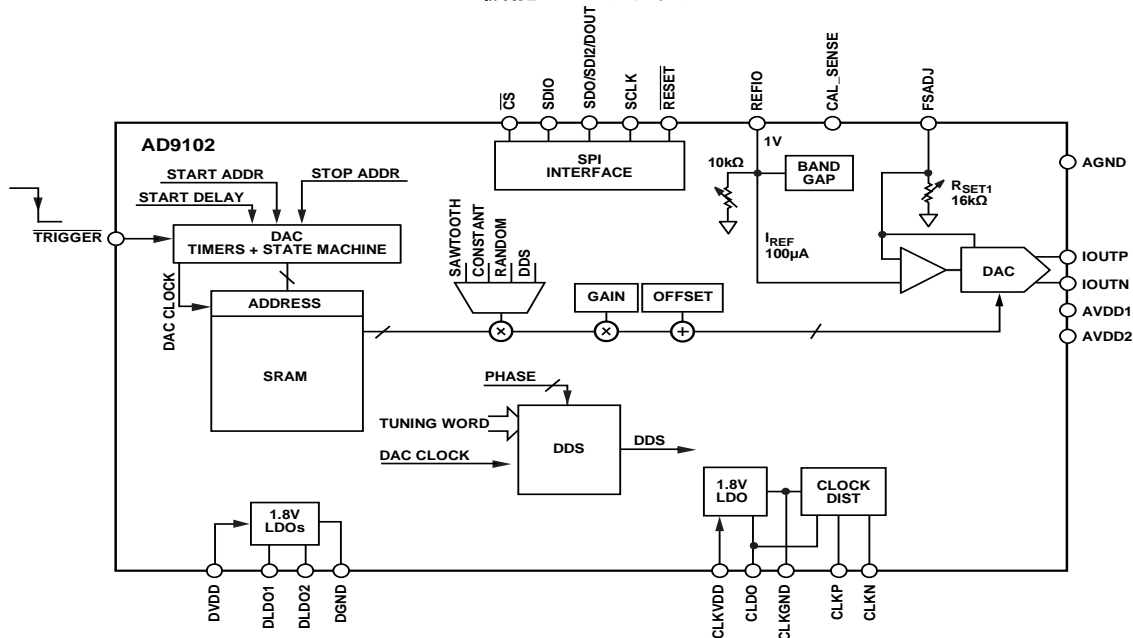 CS
SDIO
SDO/SDI2/DOUT
SCLK
RESET
REFIO
CAL_SENSE
FSADJ
AD9102
SPI
INTERFACE
1V
10kΩ
BAND
GAP
RSET1
16kΩ
AGND
START ADDR
STOP ADDR
START DELAY
TRIGGER
DAC
TIMERS + STATE MACHINE
IREF
100µA
DAC
IOUTP
IOUTN
AVDD1
AVDD2
SAWTOOTH
CONSTANT
RANDOM
DDS
DAC CLOCK
ADDRESS
SRAM
GAIN
OFFSET
×
×
+
PHASE
TUNING WORD
DAC CLOCK
DDS
DDS
1.8V
LDOs
1.8V
LDO
CLOCK
DIST
DVDD
DLDO1
DLDO2
DGND
CLKVDD
CLDO
CLKGND
CLKP
CLKN